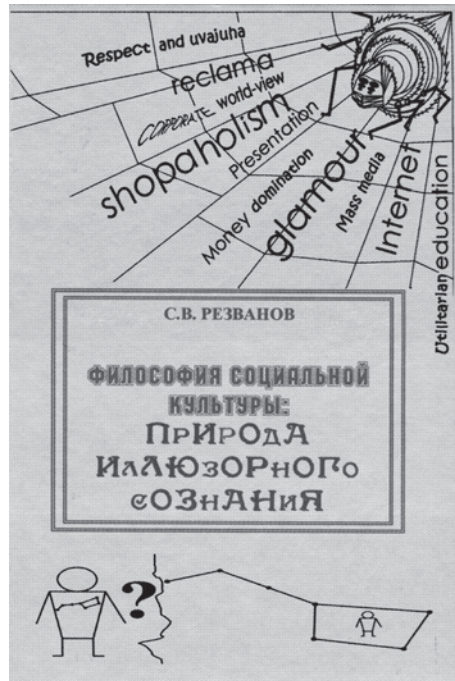 Respect and uvajuha
reclama
CORPORATE world-view
shopaholism
Presentation
Money domination
glamour
Mass media
Internet
Utilitarian education
С.В. РЕЗВАНОВ
ФИЛОСОФИЯ СОЦИАЛЬНОЙ
КУЛЬТУРЫ:
ПрИрОдА
ИлЛЮзОРнОГо
сОЗнАНиЯ
?